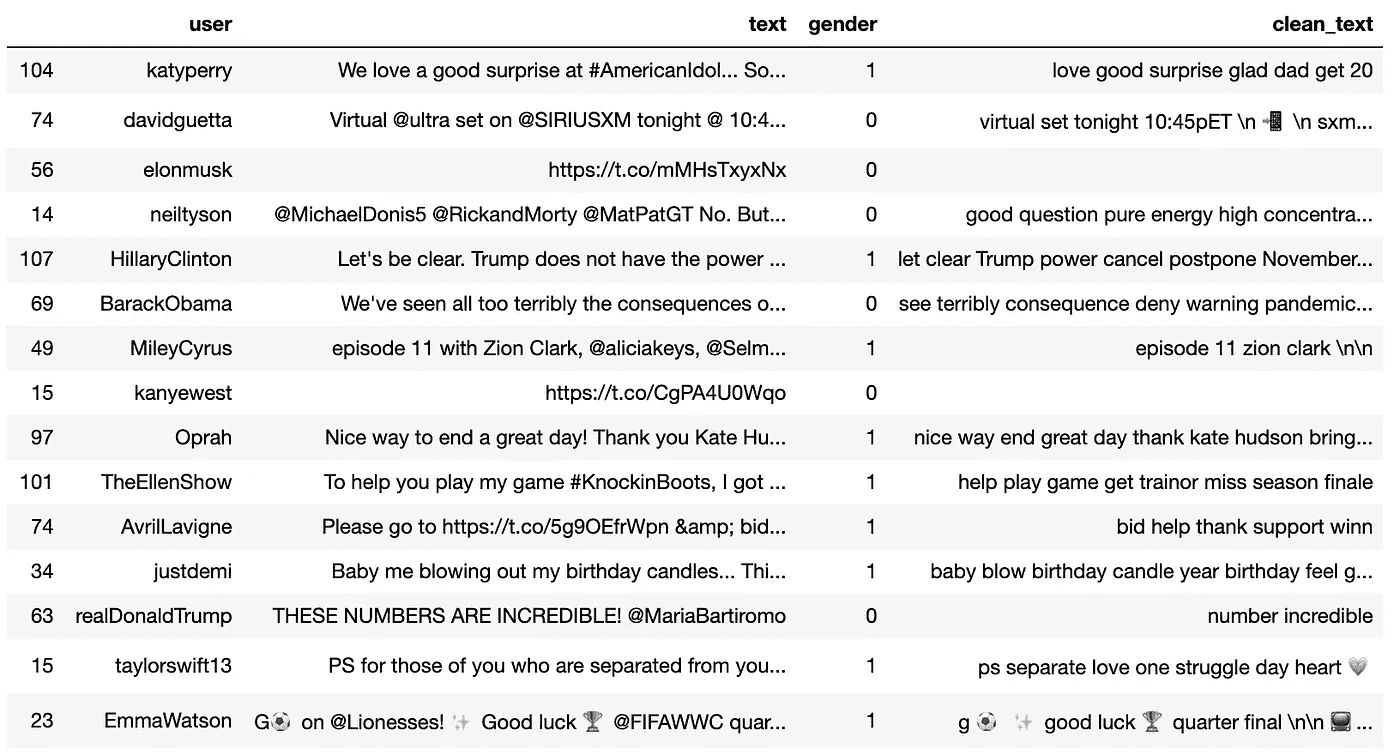 user text gender clean_text
104 katyperry We love a good surprise at #AmericanIdol... So... 1 love good surprise glad dad get 20
74 davidguetta Virtual @ultra set on @SIRIUSXM tonight @ 10:4... 0 virtual set tonight 10:45pET \n 📲 \n sxm...
56 elonmusk https://t.co/mMHsTxyxNx 0
14 neiltyson @MichaelDonis5 @RickandMorty @MatPatGT No. But... 0 good question pure energy high concentra...
107 HillaryClinton Let's be clear. Trump does not have the power ... 1 let clear Trump power cancel postpone November...
69 BarackObama We've seen all too terribly the consequences o... 0 see terribly consequence deny warning pandemic...
49 MileyCyrus episode 11 with Zion Clark, @aliciakeys, @Selm... 1 episode 11 zion clark \n\n
15 kanyewest https://t.co/CgPA4U0Wqo 0
97 Oprah Nice way to end a great day! Thank you Kate Hu... 1 nice way end great day thank kate hudson bring...
101 TheEllenShow To help you play my game #KnockinBoots, I got ... 1 help play game get trainor miss season finale
74 AvrilLavigne Please go to https://t.co/5g9OEfrWpn &amp; bid... 1 bid help thank support winn
34 justdemi Baby me blowing out my birthday candles... Thi... 1 baby blow birthday candle year birthday feel g...
63 realDonaldTrump THESE NUMBERS ARE INCREDIBLE! @MariaBartiromo 0 number incredible
15 taylorswift13 PS for those of you who are separated from you... 1 ps separate love one struggle day heart 💗
23 EmmaWatson G⚽ on @Lionesses! ✨ Good luck 🏆 @FIFAWWC quar... 1 g ⚽ ✨ good luck 🏆 quarter final \n\n 📺 ...